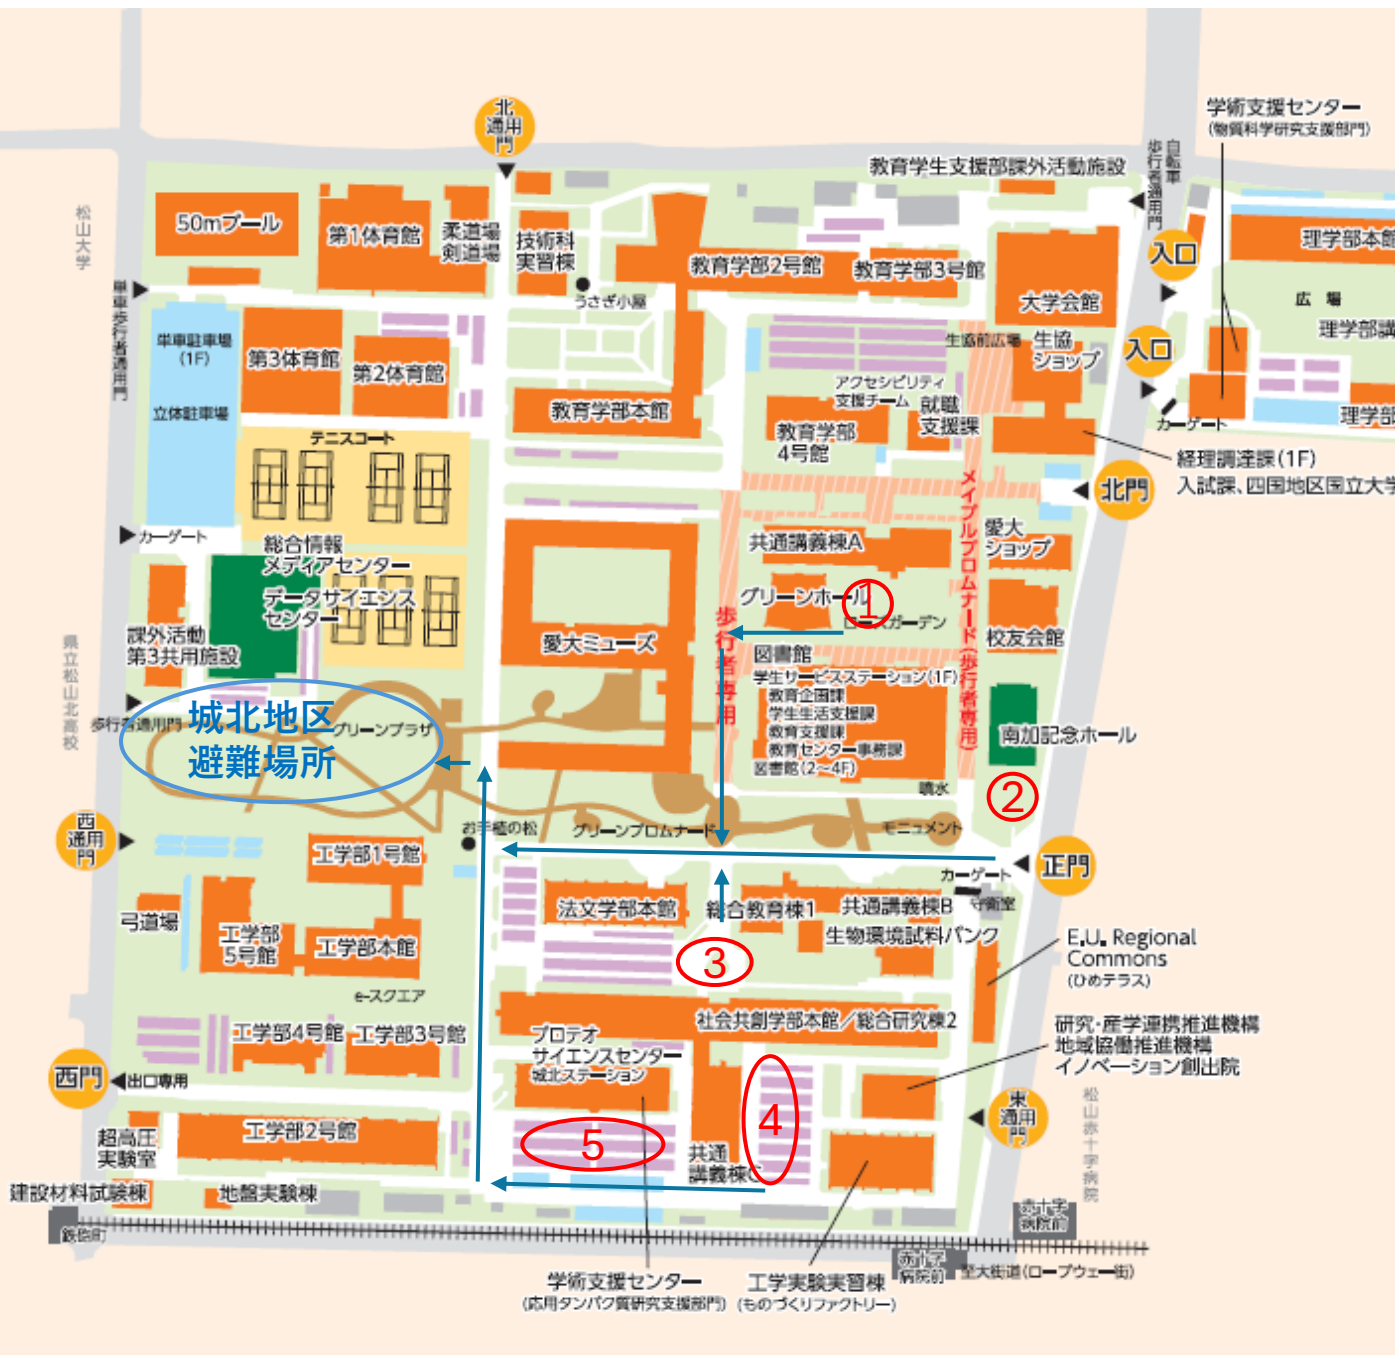 北
通用
門
学術支援センター
(物質科学研究支援部門)
教育学生支援部課外活動施設
自転車
歩行者通用門
松山大学
50mプール
第1体育館
柔道場
剣道場
技術科
実習棟
うさぎ小屋
教育学部2号館
教育学部3号館
大学会館
入口
理学部本館
広場
理学部講
単車歩行者通用門
単車駐車場
(1F)
立体駐車場
第3体育館
第2体育館
教育学部本館
生協前広場
生協
ショップ
入口
アクセシビリティ
支援チーム
就職
支援課
教育学部
4号館
カーゲート
理学部
テニスコート
経理調達課(1F)
入試課、四国地区国立大学
北門
メイプルプロムナード(歩行者専用)
カーゲート
総合情報
メディアセンター
データサイエンス
センター
共通講義棟A
愛大
ショップ
グリーンホール
①
ローズガーデン
歩行者専用
校友会館
課外活動
第3共用施設
愛大ミューズ
県立松山北高校
図書館
学生サービスステーション(1F)
教育企画課
学生生活支援課
教育支援課
教育センター事務課
図書館(2〜4F)
南加記念ホール
歩行者通用門
城北地区
避難場所
グリーンプラザ
②
噴水
西
通用
門
お手植の松
グリーンプロムナード
モニュメント
正門
カーゲート
守衛室
工学部1号館
弓道場
工学部
5号館
工学部本館
法文学部本館
総合教育棟1
共通講義棟B
生物環境試料バンク
③
E.U. Regional
Commons
(ひめテラス)
e-スクエア
工学部4号館
工学部3号館
プロテオ
サイエンスセンター
城北ステーション
社会共創学部本館/総合研究棟2
研究・産学連携推進機構
地域協働推進機構
イノベーション創出院
西門
出口専用
④
東
通用
門
松山赤十字病院
超高圧
実験室
工学部2号館
⑤
共通
講義棟C
建設材料試験棟
地盤実験棟
鉄砲町
赤十字
病院前
赤十字
病院前
至大街道(ロープウェー街)
学術支援センター
(応用タンパク質研究支援部門)
工学実験実習棟
(ものづくりファクトリー)